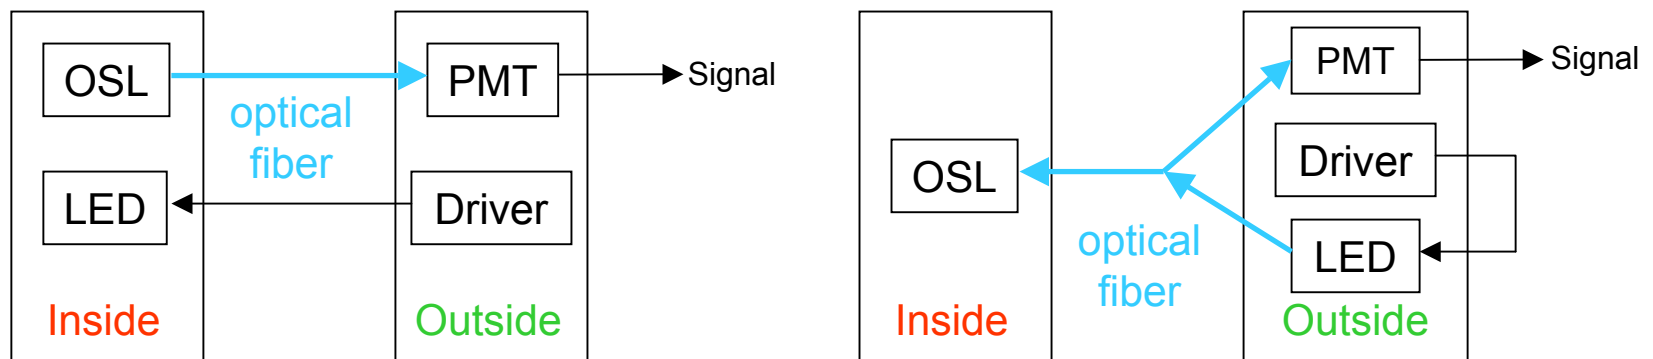 OSL
PMT
Signal
optical
fiber
LED
Driver
Inside
Outside
PMT
Signal
OSL
Driver
optical
fiber
LED
Inside
Outside